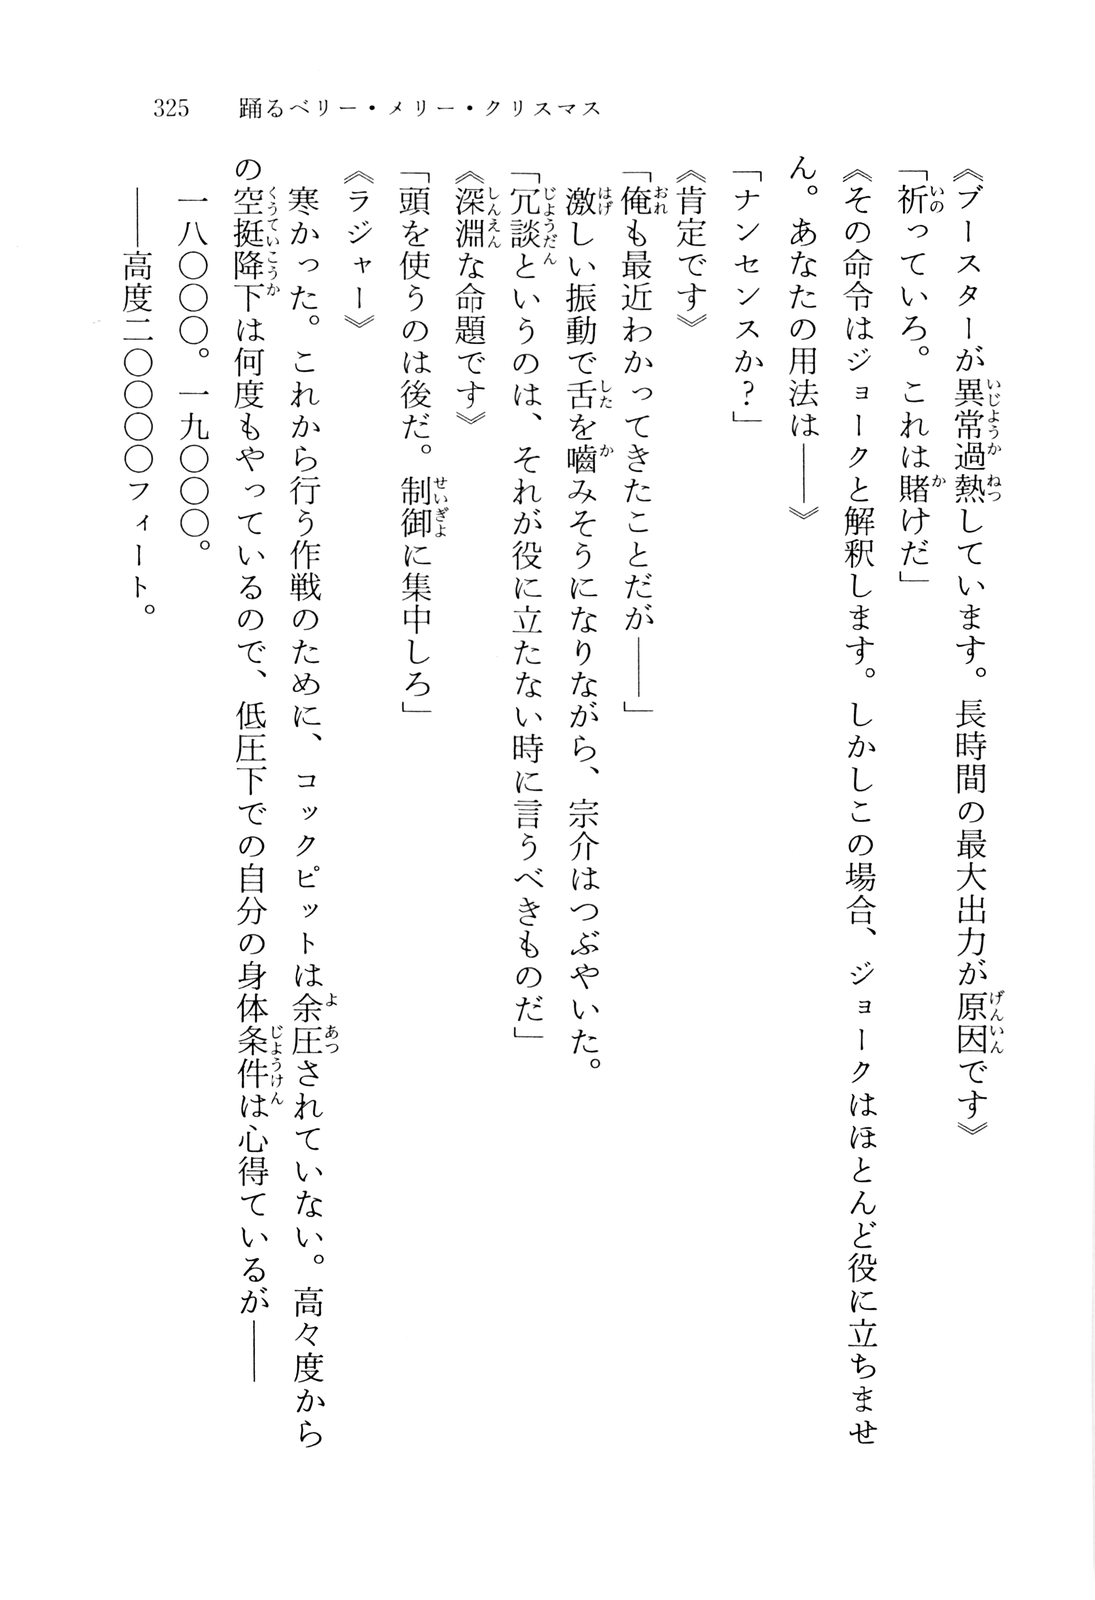 325　踊るベリー・メリー・クリスマス
《ブースターが異常過熱しています。長時間の最大出力が原因です》
「祈っていろ。これは賭けだ」
《その命令はジョークと解釈します。しかしこの場合、ジョークはほとんど役に立ちませ
ん。あなたの用法は――》
「ナンセンスか?」
《肯定です》
「俺も最近わかってきたことだが――」
　激しい振動で舌を嚙みそうになりながら、宗介はつぶやいた。
「冗談というのは、それが役に立たない時に言うべきものだ」
《深淵な命題です》
「頭を使うのは後だ。制御に集中しろ」
《ラジャー》
　寒かった。これから行う作戦のために、コックピットは余圧されていない。高々度から
の空挺降下は何度もやっているので、低圧下での自分の身体条件は心得ているが――
　一八〇〇〇。一九〇〇〇。
　――高度二〇〇〇〇フィート。